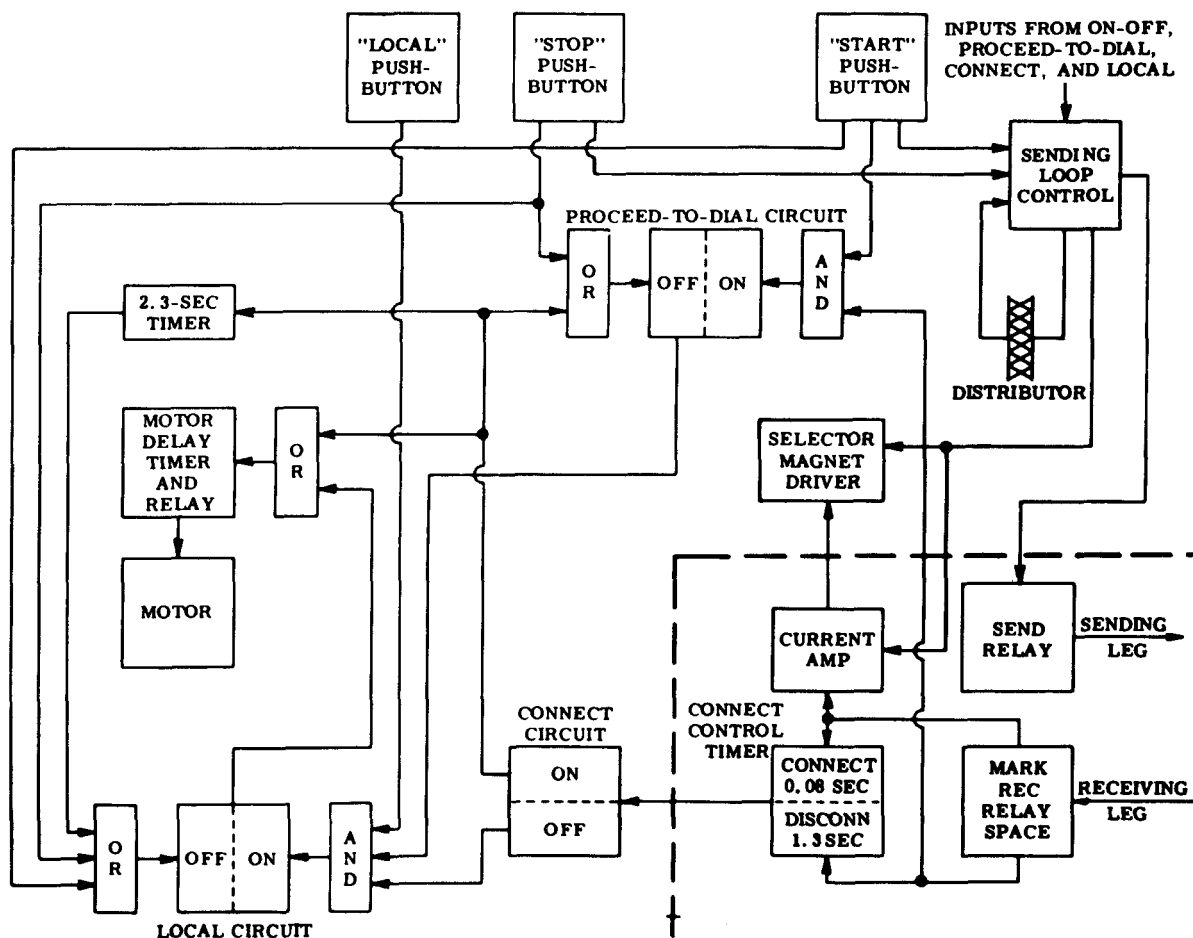 "LOCAL"
PUSH-
BUTTON
"STOP"
PUSH-
BUTTON
"START"
PUSH-
BUTTON
INPUTS FROM ON-OFF,
PROCEED-TO-DIAL,
CONNECT, AND LOCAL
SENDING
LOOP
CONTROL
PROCEED-TO-DIAL CIRCUIT
OR
OFF
ON
AND
2.3-SEC
TIMER
DISTRIBUTOR
MOTOR
DELAY
TIMER
AND
RELAY
OR
SELECTOR
MAGNET
DRIVER
MOTOR
CURRENT
AMP
SEND
RELAY
SENDING
LEG
CONNECT
CIRCUIT
ON
OFF
CONNECT
CONTROL
TIMER
CONNECT
0.08 SEC
DISCONN
1.3 SEC
MARK
REC
RELAY
SPACE
RECEIVING
LEG
OR
OFF
ON
AND
LOCAL CIRCUIT